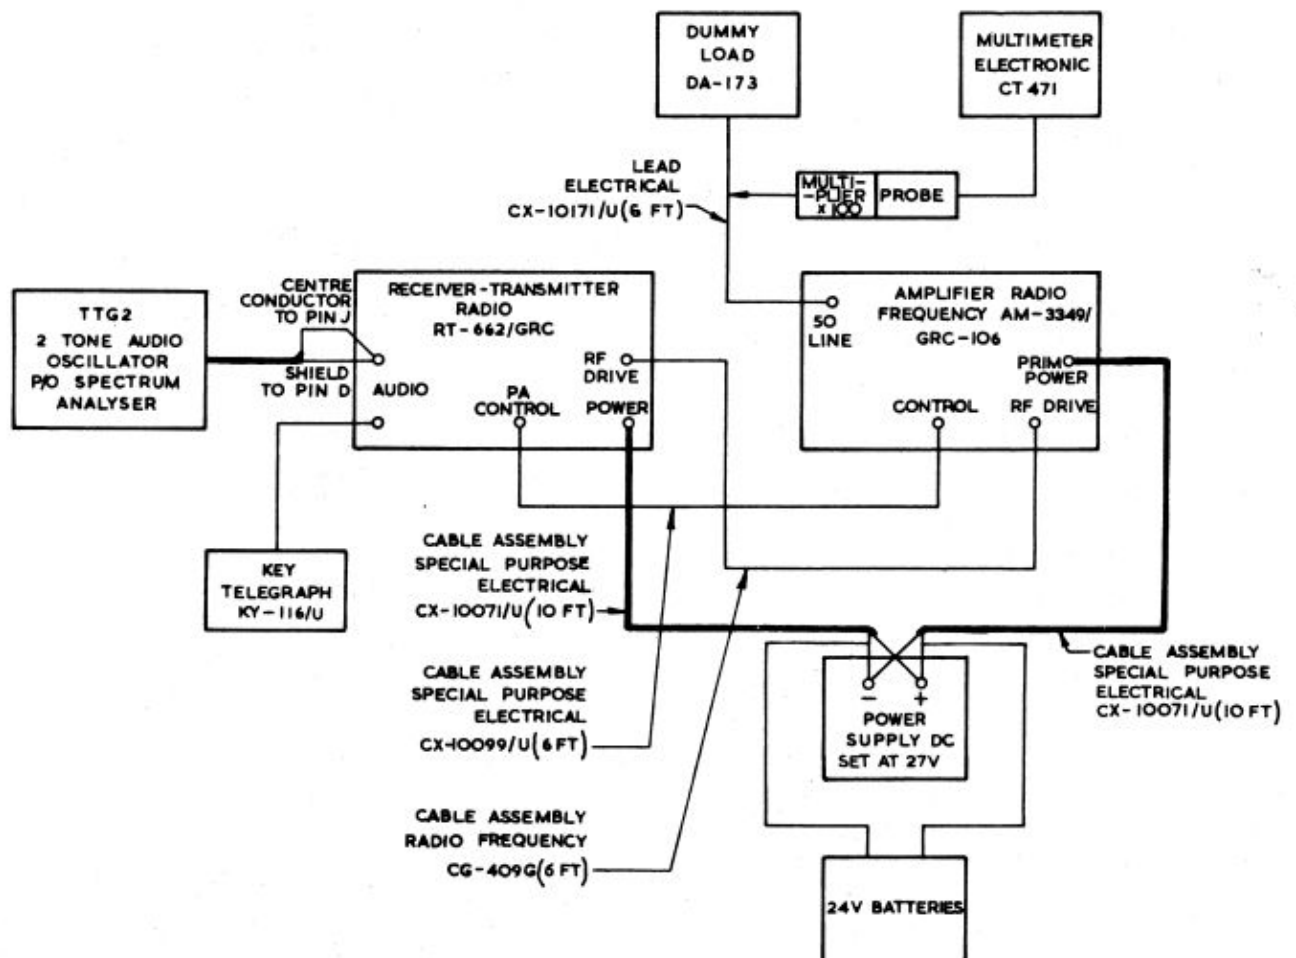 DUMMY
LOAD
DA-173
MULTIMETER
ELECTRONIC
CT 471
LEAD
ELECTRICAL
CX-10171/U(6 FT)
MULTI-
-PLIER
x 100
PROBE
TTG2
2 TONE AUDIO
OSCILLATOR
P/O SPECTRUM
ANALYSER
CENTRE
CONDUCTOR
TO PIN J
SHIELD
TO PIN D
RECEIVER-TRANSMITTER
RADIO
RT-662/GRC
AUDIO
PA
CONTROL
RF
DRIVE
POWER
AMPLIFIER RADIO
FREQUENCY AM-3349/
GRC-106
50
LINE
PRIM
POWER
CONTROL
RF DRIVE
KEY
TELEGRAPH
KY-116/U
CABLE ASSEMBLY
SPECIAL PURPOSE
ELECTRICAL
CX-10071/U(10 FT)
CABLE ASSEMBLY
SPECIAL PURPOSE
ELECTRICAL
CX-10099/U(6 FT)
CABLE ASSEMBLY
RADIO FREQUENCY
CG-409G(6 FT)
- +
POWER
SUPPLY DC
SET AT 27V
CABLE ASSEMBLY
SPECIAL PURPOSE
ELECTRICAL
CX-10071/U(10 FT)
24V BATTERIES